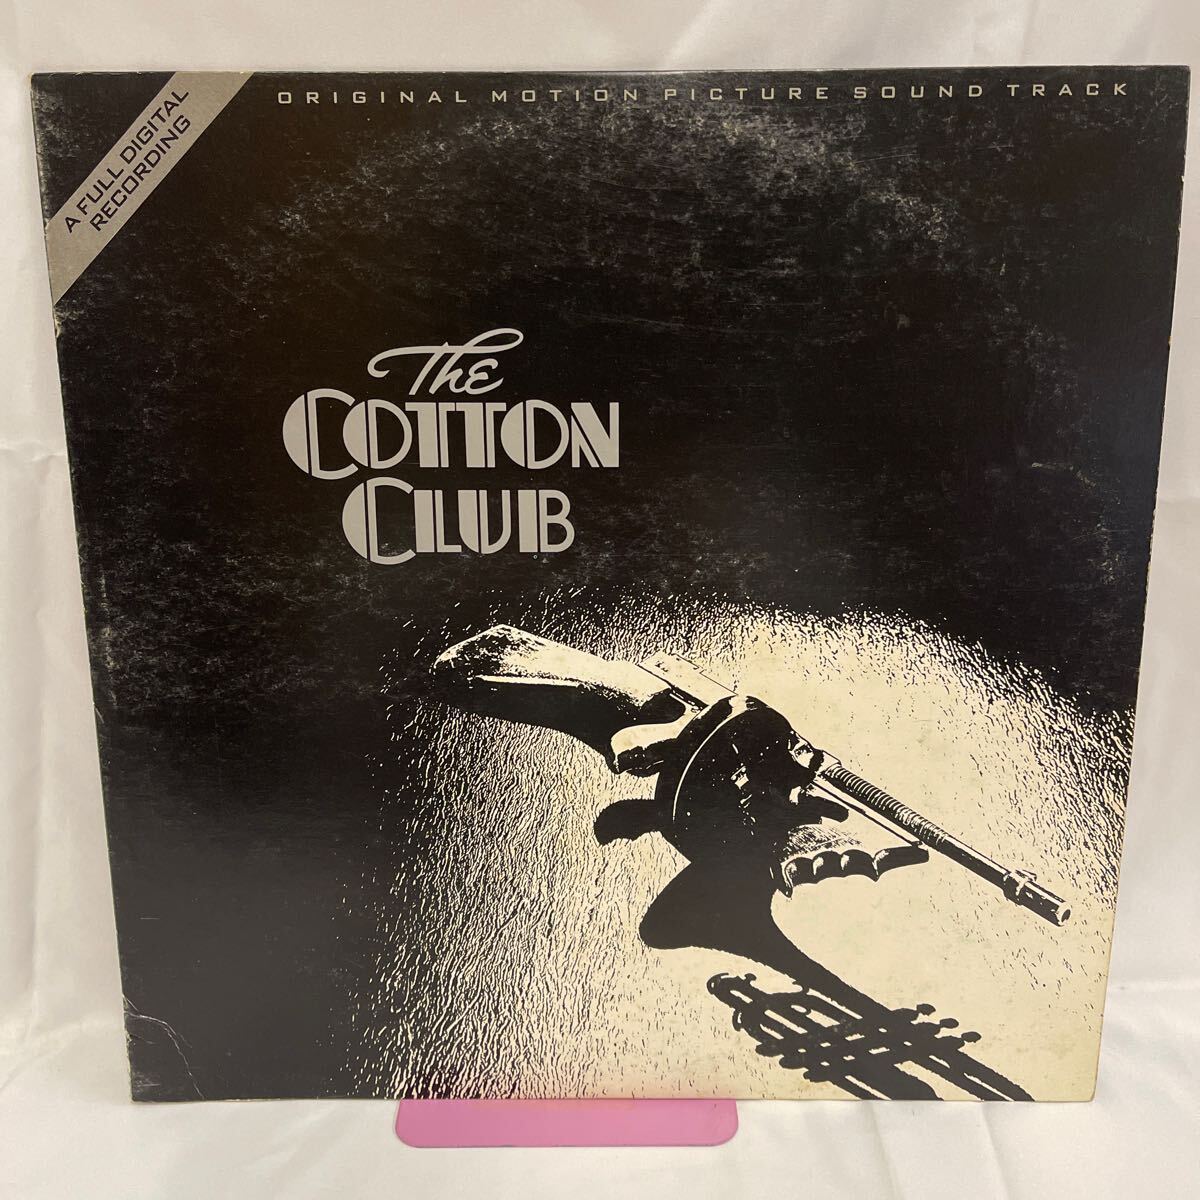 A FULL DIGITAL
RECORDING
ORIGINAL MOTION PICTURE SOUND TRACK
The
COTTON
CLUB